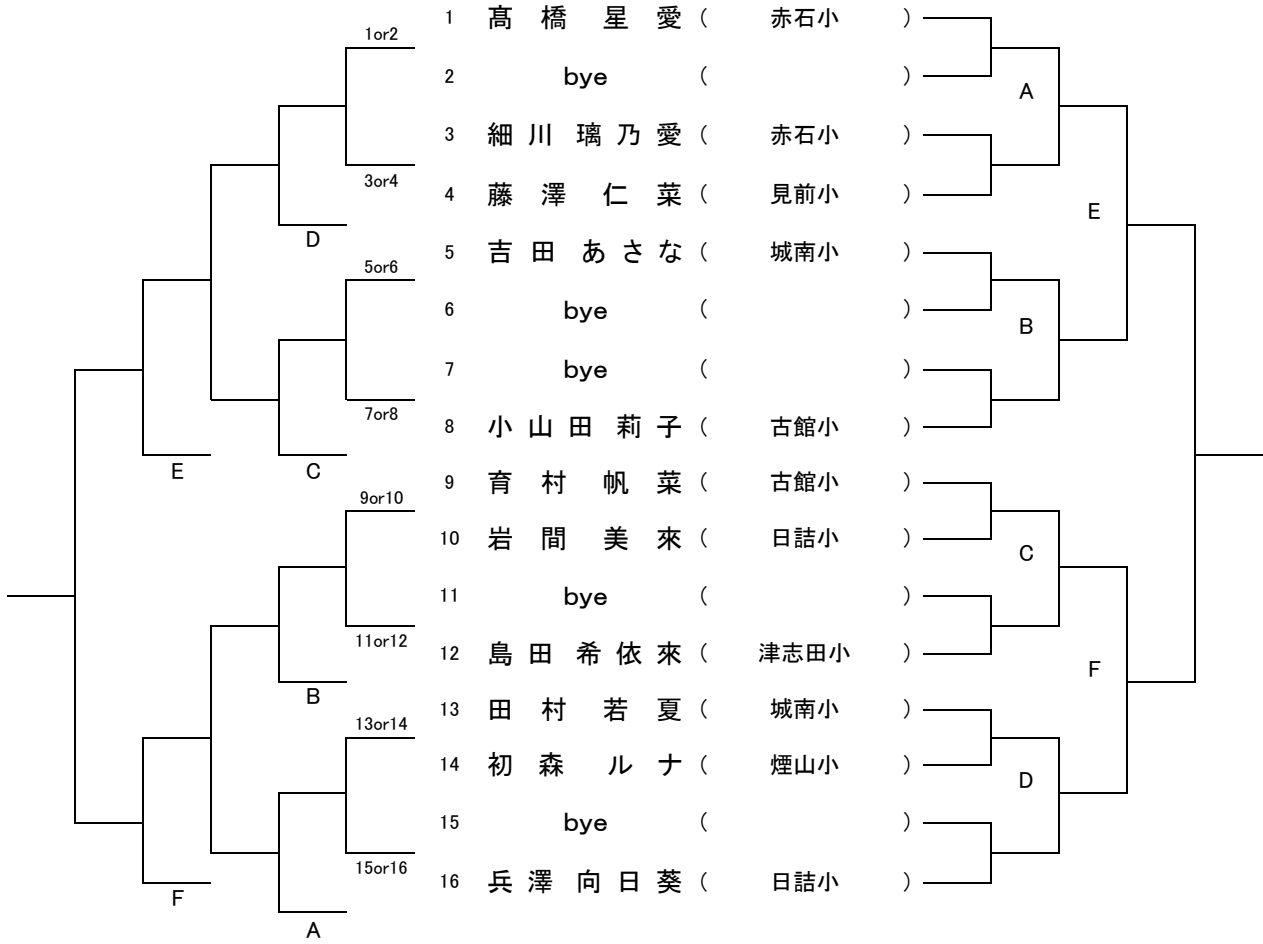 1 髙橋 星愛 ( 赤石小 )
1or2
2 bye ( )
A
3 細川 璃乃愛 ( 赤石小 )
3or4
4 藤澤 仁菜 ( 見前小 )
E
D
5 吉田 あさな ( 城南小 )
5or6
6 bye ( )
B
7 bye ( )
7or8
8 小山田 莉子 ( 古館小 )
E
C
9 育村 帆菜 ( 古館小 )
9or10
10 岩間 美來 ( 日詰小 )
C
11 bye ( )
11or12
12 島田 希依來 ( 津志田小 )
F
B
13 田村 若夏 ( 城南小 )
13or14
14 初森 ルナ ( 煙山小 )
D
15 bye ( )
15or16
16 兵澤 向日葵 ( 日詰小 )
F
A